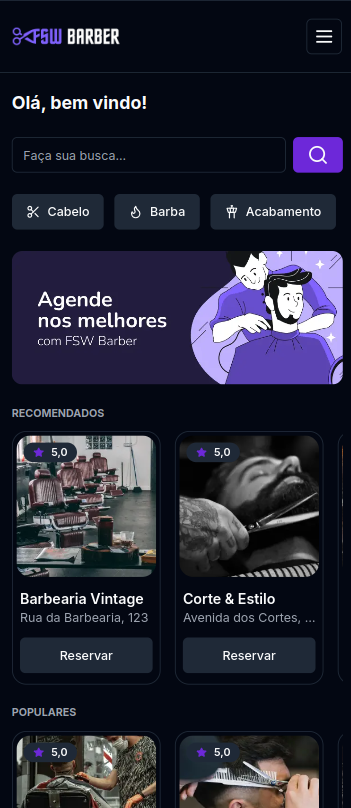 FSW BARBER
Olá, bem vindo!
Faça sua busca...
Cabelo
Barba
Acabamento
Agende
nos melhores
com FSW Barber
RECOMENDADOS
5,0
5,0
Barbearia Vintage
Corte & Estilo
Rua da Barbearia, 123
Avenida dos Cortes, ...
Reservar
Reservar
POPULARES
5,0
5,0